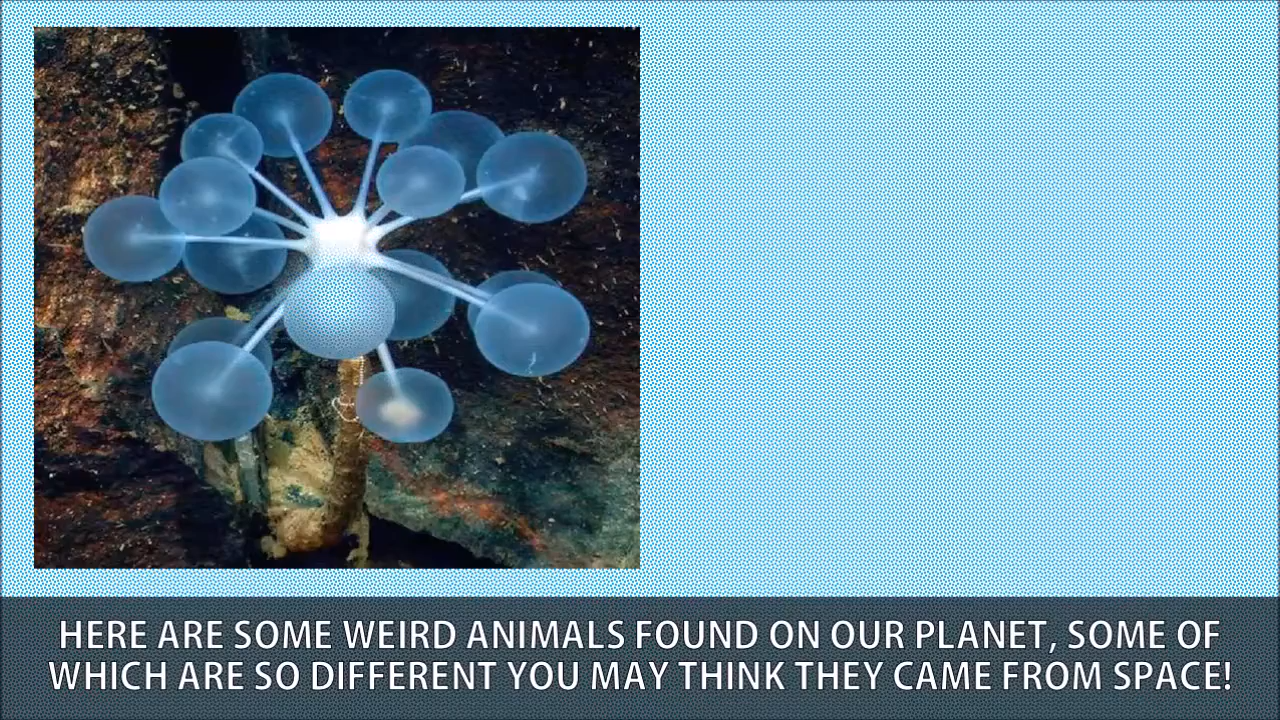 HERE ARE SOME WEIRD ANIMALS FOUND ON OUR PLANET, SOME OF
WHICH ARE SO DIFFERENT YOU MAY THINK THEY CAME FROM SPACE!